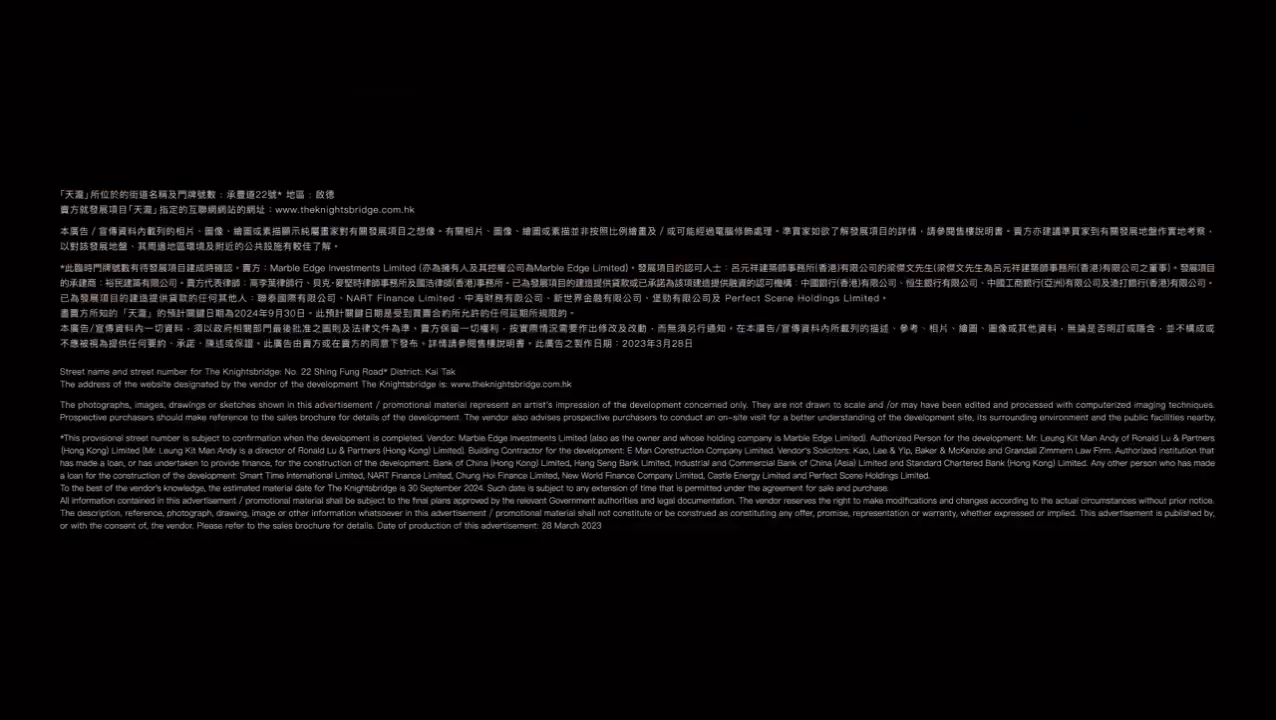 「天瀧」所位於的街道名稱及門牌號數：承豐道22號* 地區：啟德
賣方就發展項目「天瀧」指定的互聯網網站的網址：www.theknightsbridge.com.hk
本廣告／宣傳資料內載列的相片、圖像、繪圖或素描顯示純屬畫家對有關發展項目之想像。有關相片、圖像、繪圖或素描並非按照比例繪畫及／或可能經過電腦修飾處理。準買家如欲了解發展項目的詳情，請參閱售樓說明書。賣方亦建議準買家到有關發展地盤作實地考察，
以對該發展地盤、其周邊地區環境及附近的公共設施有較佳了解。
*此臨時門牌號數有待發展項目建成時確認。賣方：Marble Edge Investments Limited (亦為擁有人及其控權公司為Marble Edge Limited)。發展項目的認可人士：呂元祥建築師事務所(香港)有限公司的梁傑文先生(梁傑文先生為呂元祥建築師事務所(香港)有限公司之董事)。發展項目
的承建商：裕民建築有限公司。賣方代表律師：高李葉律師行、貝克•麥堅時律師事務所及國浩律師(香港)事務所。已為發展項目的建造提供貸款或已承諾為該項建造提供融資的認可機構：中國銀行(香港)有限公司、恒生銀行有限公司、中國工商銀行(亞洲)有限公司及渣打銀行(香港)有限公司。
已為發展項目的建造提供貸款的任何其他人：聯泰國際有限公司、NART Finance Limited、中海財務有限公司、新世界金融有限公司、堡勁有限公司及 Perfect Scene Holdings Limited。
盡賣方所知的「天瀧」的預計關鍵日期為2024年9月30日。此預計關鍵日期是受到買賣合約所允許的任何延期所規限的。
本廣告/宣傳資料內一切資料，須以政府相關部門最後批准之圖則及法律文件為準。賣方保留一切權利，按實際情況需要作出修改及改動，而無須另行通知。在本廣告/宣傳資料內所載列的描述、參考、相片、繪圖、圖像或其他資料，無論是否明訂或隱含，並不構成或
不應被視為提供任何要約、承諾、陳述或保證。此廣告由賣方或在賣方的同意下發布。詳情請參閱售樓說明書。此廣告之製作日期：2023年3月28日
Street name and street number for The Knightsbridge: No. 22 Shing Fung Road* District: Kai Tak
The address of the website designated by the vendor of the development The Knightsbridge is: www.theknightsbridge.com.hk
The photographs, images, drawings or sketches shown in this advertisement / promotional material represent an artist's impression of the development concerned only. They are not drawn to scale and /or may have been edited and processed with computerized imaging techniques.
Prospective purchasers should make reference to the sales brochure for details of the development. The vendor also advises prospective purchasers to conduct an on-site visit for a better understanding of the development site, its surrounding environment and the public facilities nearby.
*This provisional street number is subject to confirmation when the development is completed. Vendor: Marble Edge Investments Limited (also as the owner and whose holding company is Marble Edge Limited). Authorized Person for the development: Mr. Leung Kit Man Andy of Ronald Lu & Partners
(Hong Kong) Limited (Mr. Leung Kit Man Andy is a director of Ronald Lu & Partners (Hong Kong) Limited). Building Contractor for the development: E Man Construction Company Limited. Vendor's Solicitors: Kao, Lee & Yip, Baker & McKenzie and Grandall Zimmern Law Firm. Authorized institution that
has made a loan, or has undertaken to provide finance, for the construction of the development: Bank of China (Hong Kong) Limited, Hang Seng Bank Limited, Industrial and Commercial Bank of China (Asia) Limited and Standard Chartered Bank (Hong Kong) Limited. Any other person who has made
a loan for the construction of the development: Smart Time International Limited, NART Finance Limited, Chung Hoi Finance Limited, New World Finance Company Limited, Castle Energy Limited and Perfect Scene Holdings Limited.
To the best of the vendor's knowledge, the estimated material date for The Knightsbridge is 30 September 2024. Such date is subject to any extension of time that is permitted under the agreement for sale and purchase.
All information contained in this advertisement / promotional material shall be subject to the final plans approved by the relevant Government authorities and legal documentation. The vendor reserves the right to make modifications and changes according to the actual circumstances without prior notice.
The description, reference, photograph, drawing, image or other information whatsoever in this advertisement / promotional material shall not constitute or be construed as constituting any offer, promise, representation or warranty, whether expressed or implied. This advertisement is published by,
or with the consent of, the vendor. Please refer to the sales brochure for details. Date of production of this advertisement: 28 March 2023